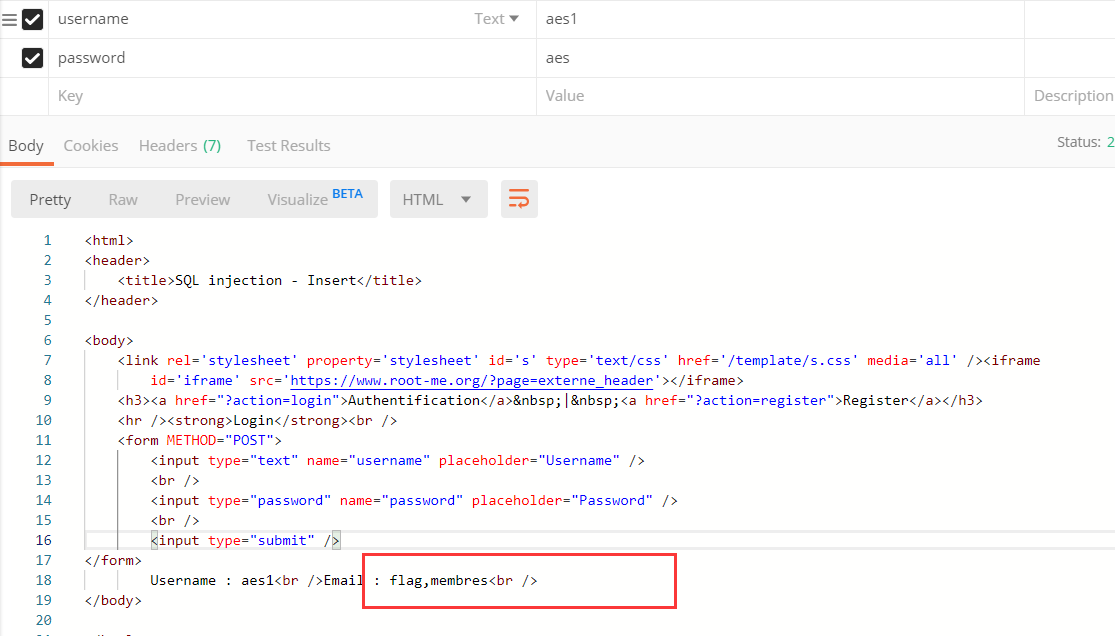 username Text aes1
password aes
Key Value Description
Body Cookies Headers (7) Test Results Status: 2
Pretty Raw Preview Visualize BETA HTML
1 <html>
2 <header>
3 <title>SQL injection - Insert</title>
4 </header>
5
6 <body>
7 <link rel='stylesheet' property='stylesheet' id='s' type='text/css' href='/template/s.css' media='all' /><iframe
8 id='iframe' src='https://www.root-me.org/?page=externe_header'></iframe>
9 <h3><a href="?action=login">Authentification</a>&nbsp;|&nbsp;<a href="?action=register">Register</a></h3>
10 <hr /><strong>Login</strong><br />
11 <form METHOD="POST">
12 <input type="text" name="username" placeholder="Username" />
13 <br />
14 <input type="password" name="password" placeholder="Password" />
15 <br />
16 <input type="submit" />
17 </form>
18 Username : aes1<br />Email : flag,membres<br />
19 </body>
20